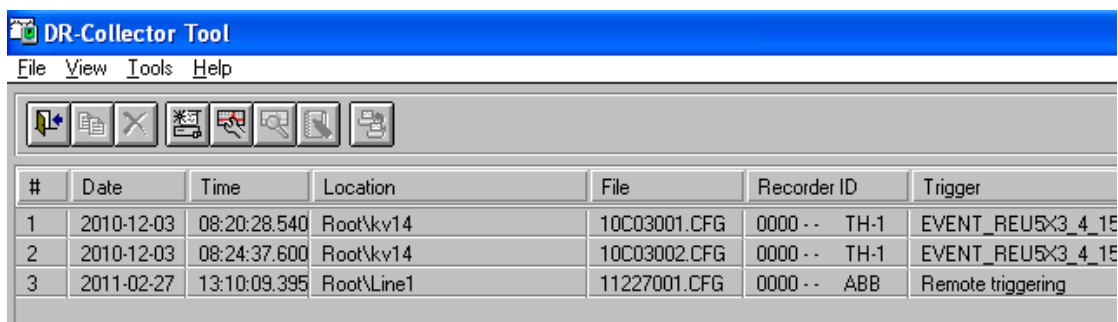 DR-Collector Tool
File View Tools Help
# Date Time Location File Recorder ID Trigger
1 2010-12-03 08:20:28.540 Root\kv14 10C03001.CFG 0000 - - TH-1 EVENT_REU5X3_4_15
2 2010-12-03 08:24:37.600 Root\kv14 10C03002.CFG 0000 - - TH-1 EVENT_REU5X3_4_15
3 2011-02-27 13:10:09.395 Root\Line1 11227001.CFG 0000 - - ABB Remote triggering